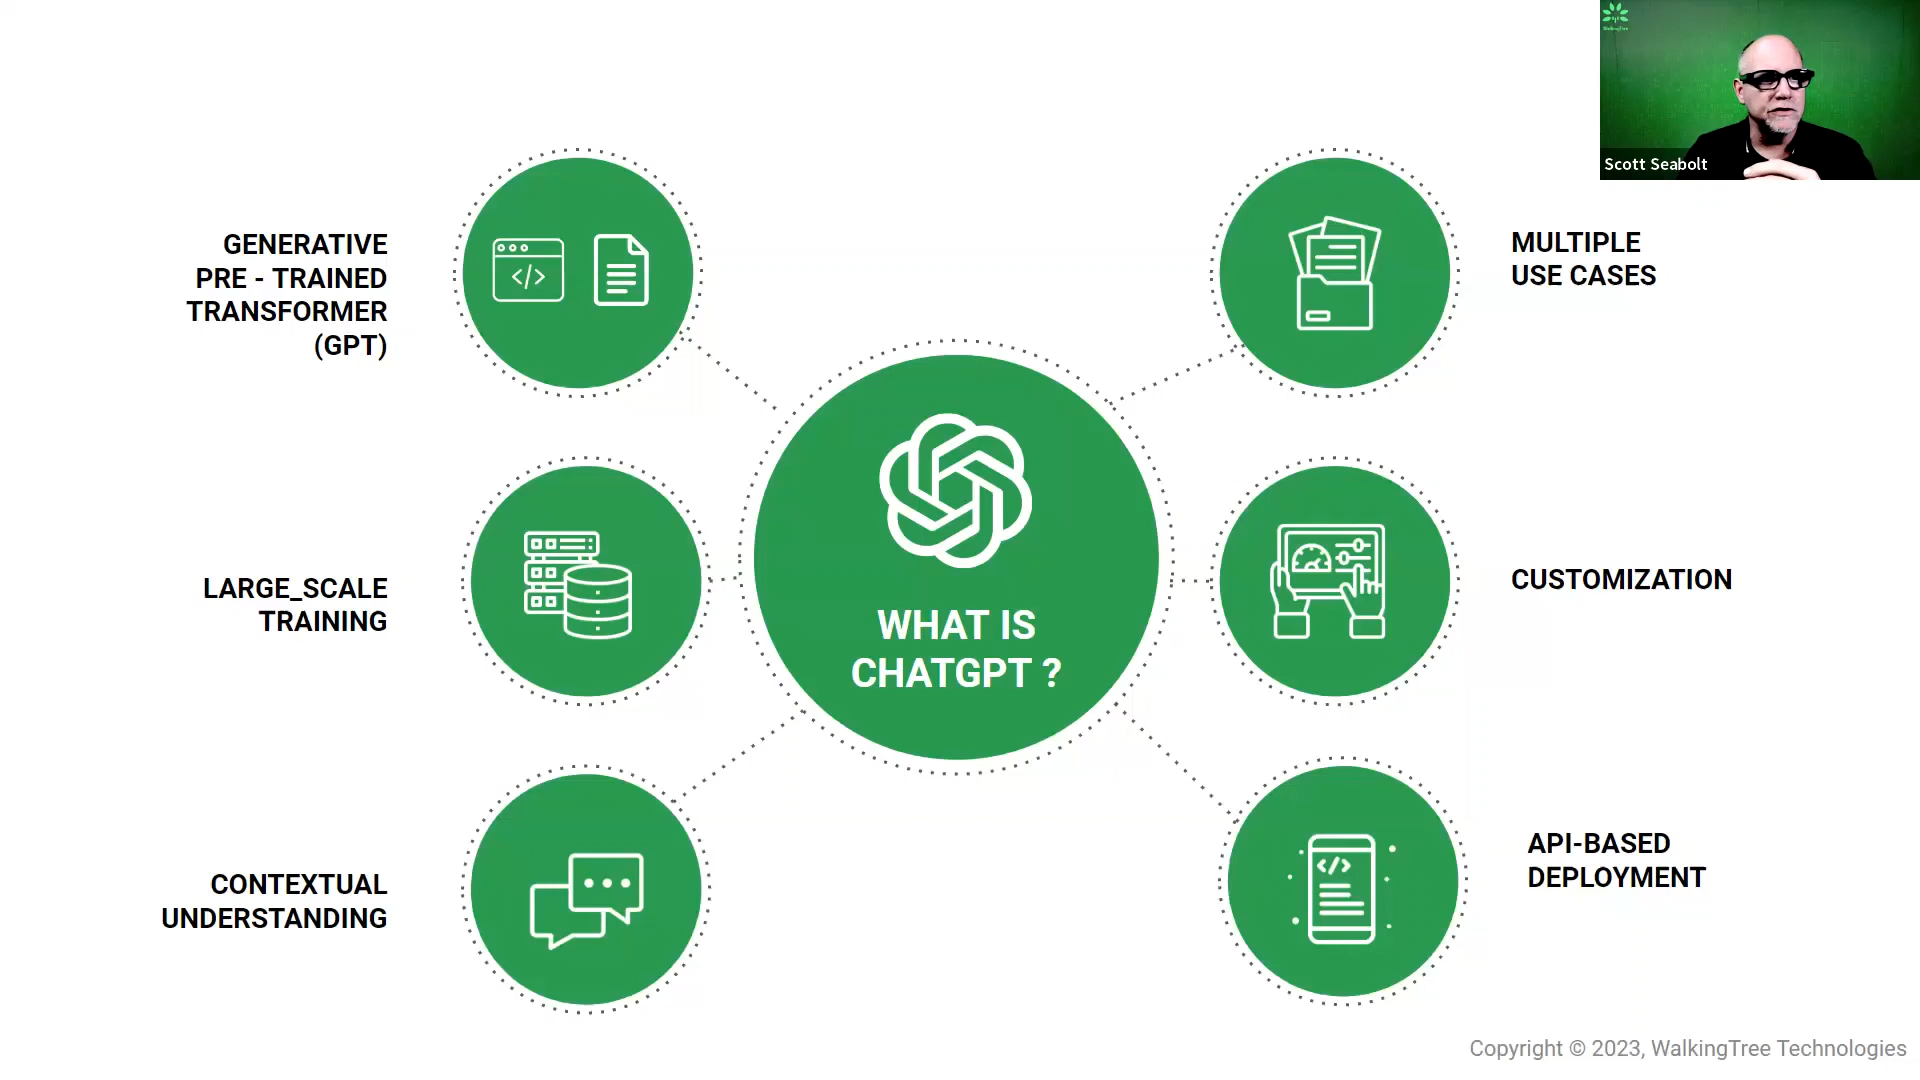 WalkingTree
Scott Seabolt
GENERATIVE
PRE - TRAINED
TRANSFORMER
(GPT)
MULTIPLE
USE CASES
WHAT IS
CHATGPT ?
LARGE_SCALE
TRAINING
CUSTOMIZATION
CONTEXTUAL
UNDERSTANDING
API-BASED
DEPLOYMENT
Copyright © 2023, WalkingTree Technologies